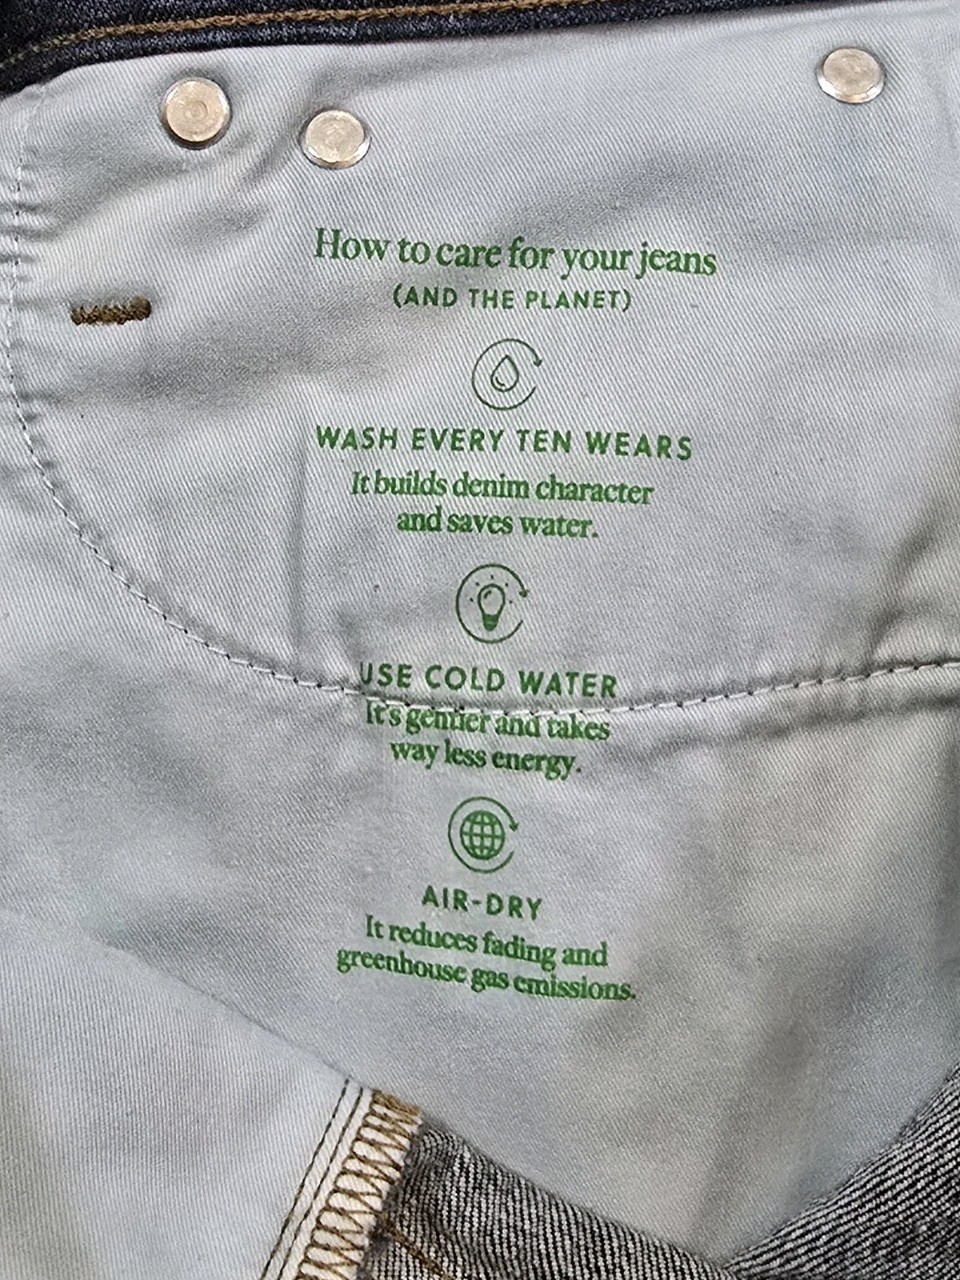 How to care for your jeans
(AND THE PLANET)
WASH EVERY TEN WEARS
It builds denim character
and saves water.
USE COLD WATER
It's gentler and takes
way less energy.
AIR-DRY
It reduces fading and
greenhouse gas emissions.